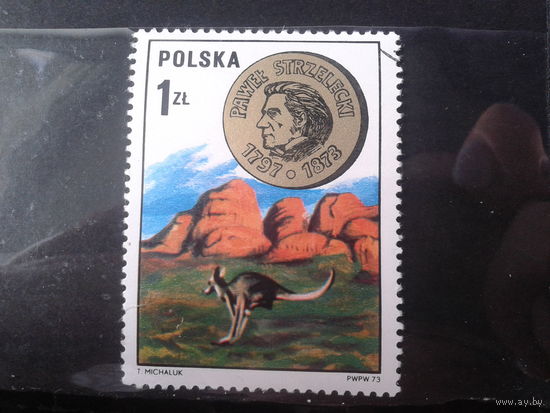 POLSKA
1 ZŁ
PAWEŁ STRZELECKI
1797 • 1873
T. MICHALUK
PWPW 73
www.ay.by